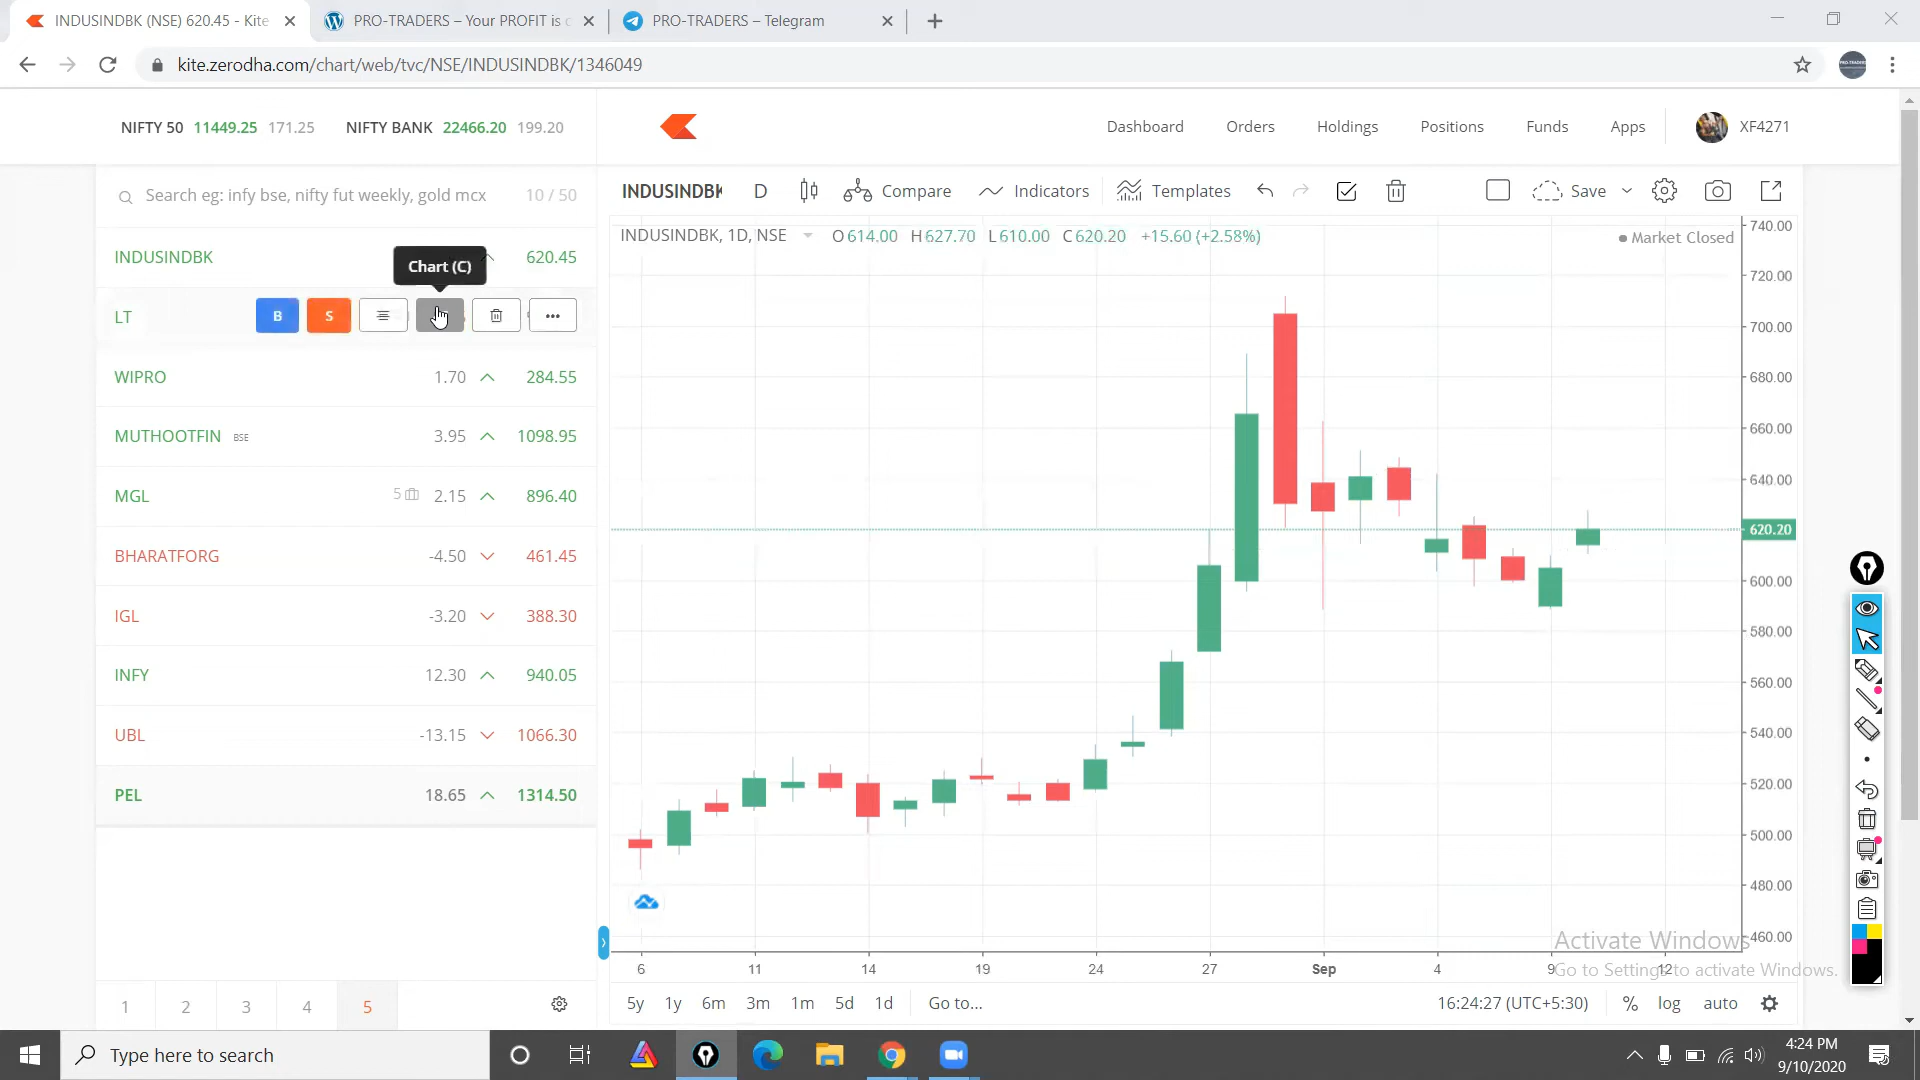 INDUSINDBK (NSE) 620.45 - Kite
PRO-TRADERS – Your PROFIT is c
PRO-TRADERS – Telegram
kite.zerodha.com/chart/web/tvc/NSE/INDUSINDBK/1346049
NIFTY 50 11449.25 171.25 NIFTY BANK 22466.20 199.20
Dashboard Orders Holdings Positions Funds Apps XF4271
Search eg: infy bse, nifty fut weekly, gold mcx 10 / 50
INDUSINDBK D Compare Indicators Templates Save
INDUSINDBK, 1D, NSE O614.00 H627.70 L610.00 C620.20 +15.60 (+2.58%)
Market Closed
INDUSINDBK 620.45
Chart (C)
LT B S
WIPRO 1.70 284.55
MUTHOOTFIN BSE 3.95 1098.95
MGL 5 2.15 896.40
BHARATFORG -4.50 461.45
IGL -3.20 388.30
INFY 12.30 940.05
UBL -13.15 1066.30
PEL 18.65 1314.50
740.00
720.00
700.00
680.00
660.00
640.00
620.20
600.00
580.00
560.00
540.00
520.00
500.00
480.00
460.00
Activate Windows
Go to Settings to activate Windows.
6 11 14 19 24 27 Sep 4 9 12
1 2 3 4 5
5y 1y 6m 3m 1m 5d 1d Go to... 16:24:27 (UTC+5:30) % log auto
Type here to search
4:24 PM
9/10/2020